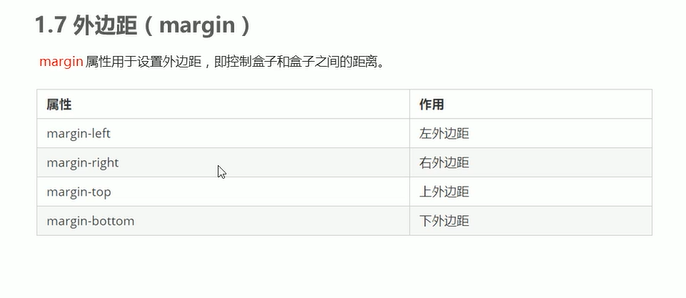 1.7 外边距（margin）
margin 属性用于设置外边距，即控制盒子和盒子之间的距离。
属性 作用
margin-left 左外边距
margin-right 右外边距
margin-top 上外边距
margin-bottom 下外边距